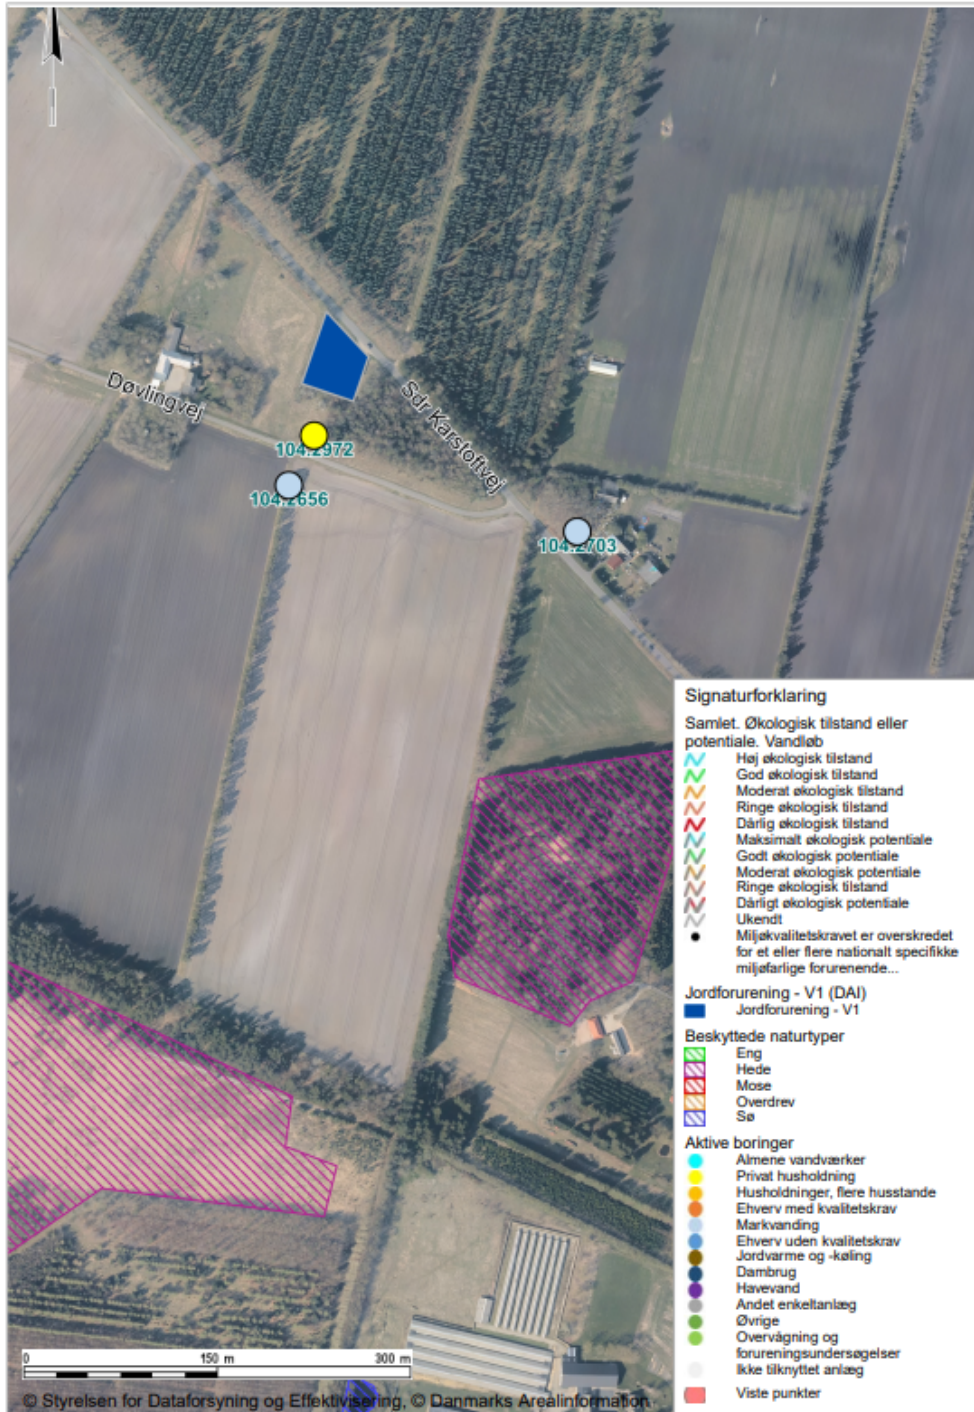 Døvlingvej
Sdr Karstoftvej
104.2972
104.2656
104.2703
Signaturforklaring
Samlet. Økologisk tilstand eller
potentiale. Vandløb
Høj økologisk tilstand
God økologisk tilstand
Moderat økologisk tilstand
Ringe økologisk tilstand
Dårlig økologisk tilstand
Maksimalt økologisk potentiale
Godt økologisk potentiale
Moderat økologisk potentiale
Ringe økologisk tilstand
Dårligt økologisk potentiale
Ukendt
Miljøkvalitetskravet er overskredet
for et eller flere nationalt specifikke
miljøfarlige forurenende...
Jordforurening - V1 (DAI)
Jordforurening - V1
Beskyttede naturtyper
Eng
Hede
Mose
Overdrev
Sø
Aktive boringer
Almene vandværker
Privat husholdning
Husholdninger, flere husstande
Ehverv med kvalitetskrav
Markvanding
Ehverv uden kvalitetskrav
Jordvarme og -køling
Dambrug
Havevand
Andet enkeltanlæg
Øvrige
Overvågning og
forureningsundersøgelser
Ikke tilknyttet anlæg
Viste punkter
0 150 m 300 m
© Styrelsen for Dataforsyning og Effektivisering, © Danmarks Arealinformation